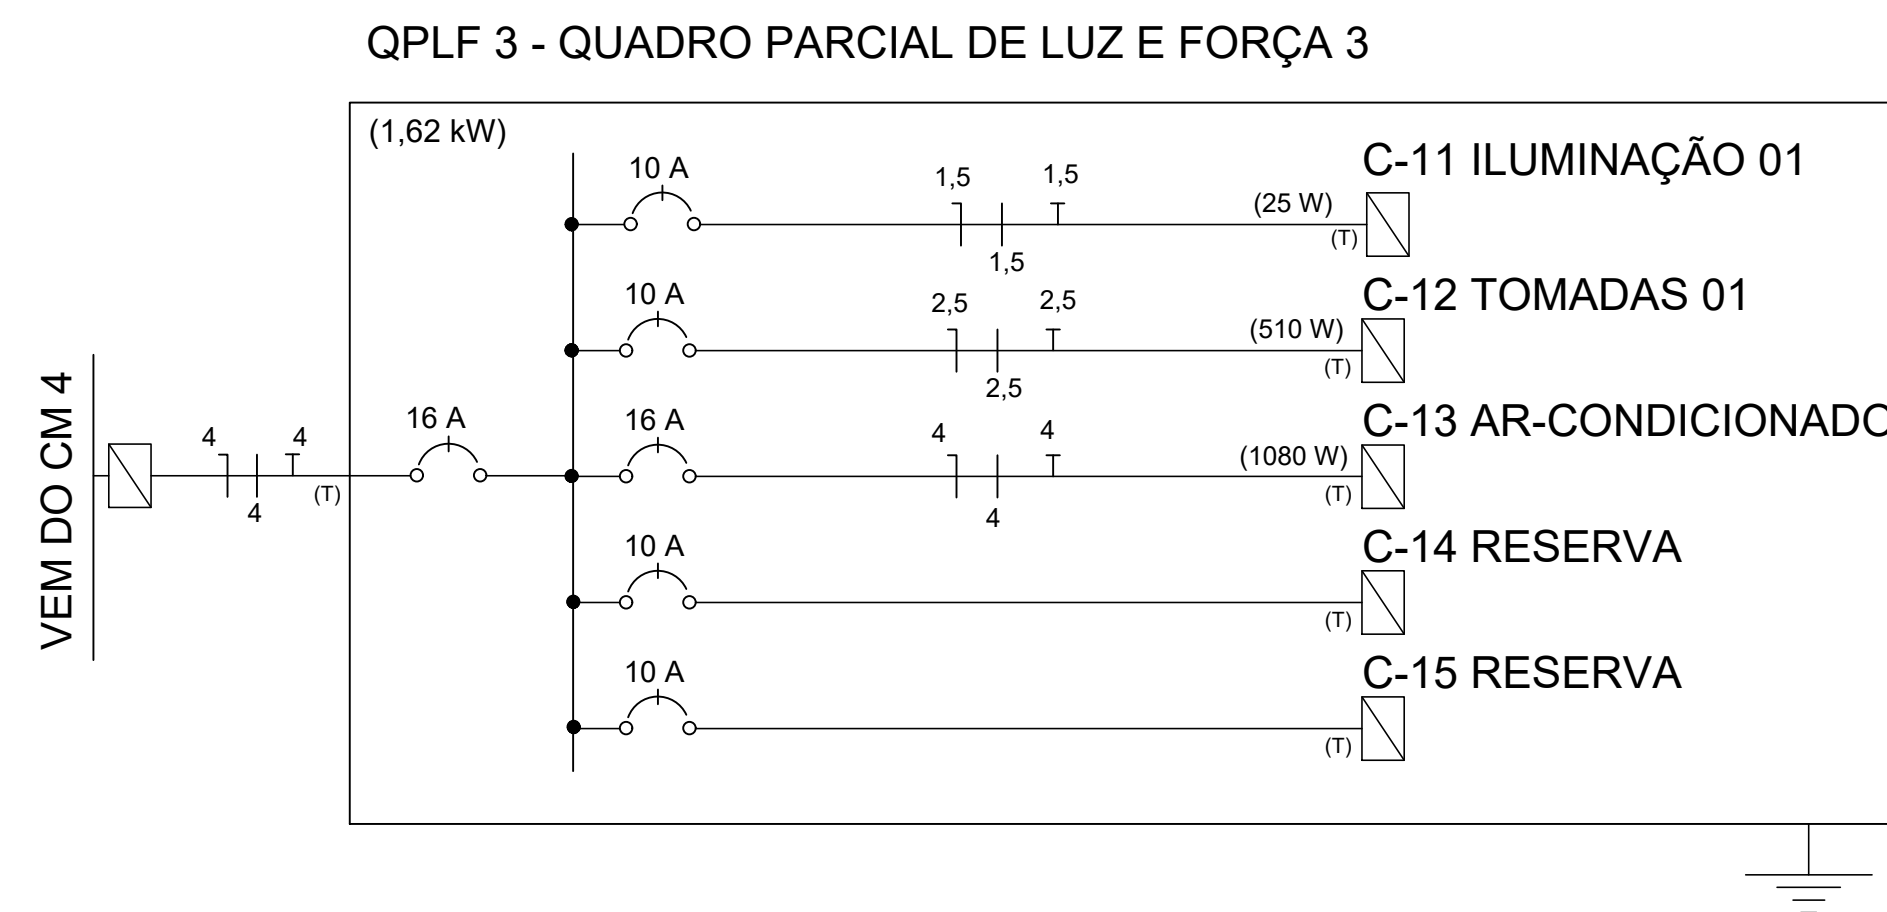 QPLF 3 - QUADRO PARCIAL DE LUZ E FORÇA 3
(1,62 kW)
10 A
1,5
1,5
1,5
(25 W)
(T)
C-11 ILUMINAÇÃO 01
10 A
2,5
2,5
2,5
(510 W)
(T)
C-12 TOMADAS 01
VEM DO CM 4
4
4
4
(T)
16 A
16 A
4
4
4
(1080 W)
(T)
C-13 AR-CONDICIONADO
10 A
(T)
C-14 RESERVA
10 A
(T)
C-15 RESERVA